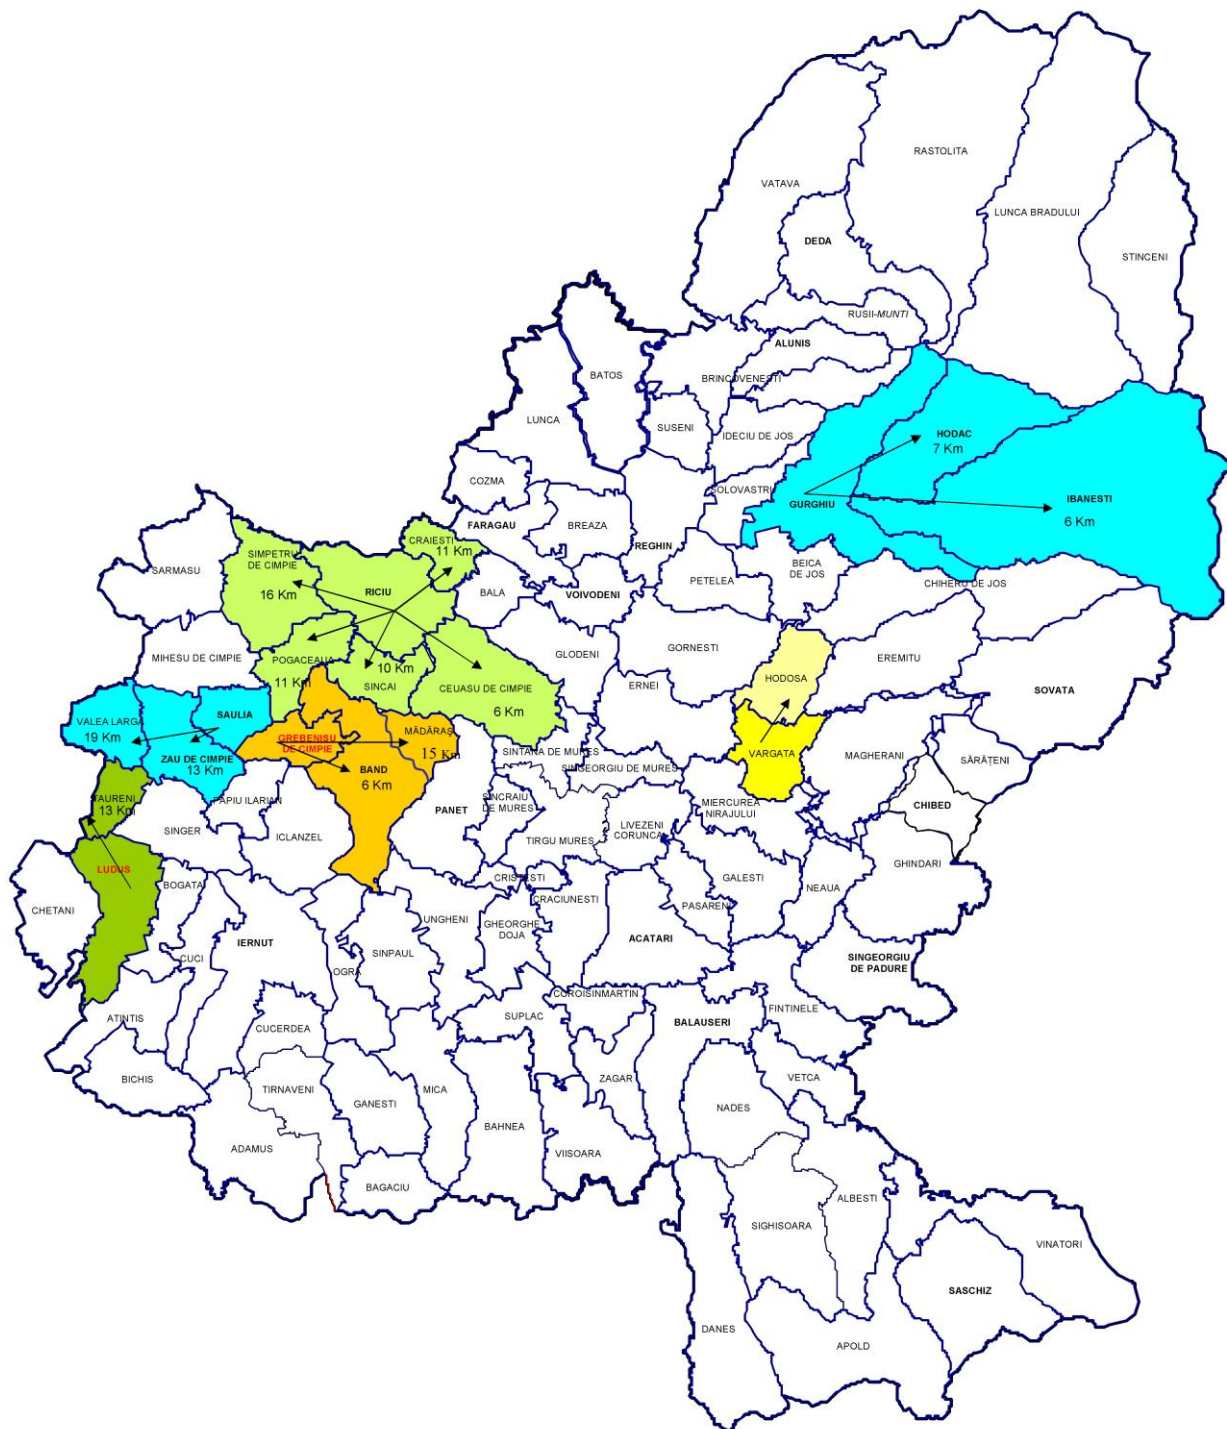 RASTOLITA
VATAVA
LUNCA BRADULUI
DEDA
STINCENI
RUSII-MUNTI
ALUNIS
BATOS
BRINCOVENESTI
LUNCA
SUSENI
IDECIU DE JOS
HODAC
7 Km
COZMA
SOLOVASTRU
GURGHIU
IBANESTI
6 Km
FARAGAU
BREAZA
CRAIESTI
11 Km
REGHIN
SIMPETRU
DE CIMPIE
16 Km
SARMASU
RICIU
BALA
VOIVODENI
PETELEA
BEICA
DE JOS
CHIHERU DE JOS
MIHESU DE CIMPIE
POGACEAUA
11 Km
10 Km
SINCAI
CEUASU DE CIMPIE
6 Km
GLODENI
GORNESTI
ERNEI
HODOSA
EREMITU
SOVATA
VALEA LARGA
19 Km
SAULIA
ZAU DE CIMPIE
13 Km
GREBENISU
DE CIMPIE
MĂDĂRAŞ
15 Km
BAND
6 Km
SINTANA DE MURES
SINGEORGIU DE MURES
VARGATA
MAGHERANI
SĂRĂŢENI
TAURENI
13 Km
PAPIU ILARIAN
SINGER
ICLANZEL
PANET
SINCRAIU
DE MURES
TIRGU MURES
LIVEZENI
CORUNCA
MIERCUREA
NIRAJULUI
CHIBED
LUDUS
CHETANI
BOGATA
CRISTESTI
CRACIUNESTI
GALESTI
NEAUA
GHINDARI
PASARENI
UNGHENI
GHEORGHE
DOJA
ACATARI
IERNUT
CUCI
OGRA
SINPAUL
SINGEORGIU
DE PADURE
ATINTIS
COROISINMARTIN
SUPLAC
FINTINELE
CUCERDEA
BALAUSERI
BICHIS
TIRNAVENI
GANESTI
MICA
ZAGAR
VETCA
NADES
BAHNEA
ADAMUS
VIISOARA
BAGACIU
ALBESTI
SIGHISOARA
VINATORI
SASCHIZ
DANES
APOLD